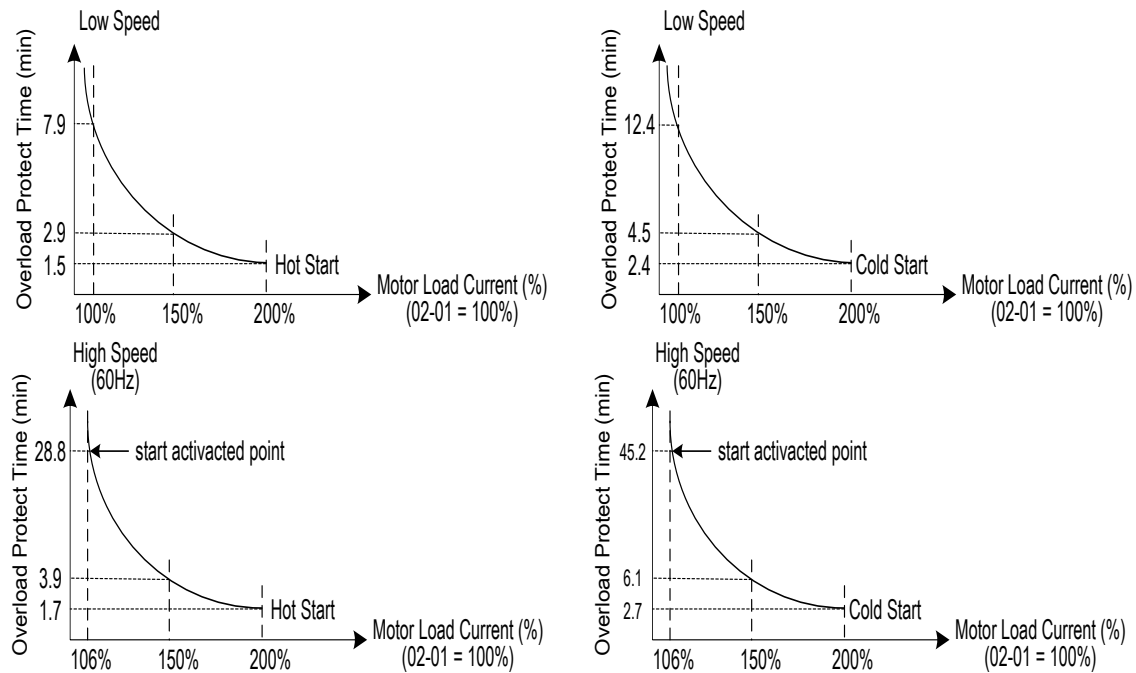 Low Speed
Overload Protect Time (min)
7.9
2.9
1.5
Hot Start
Motor Load Current (%)
(02-01 = 100%)
100%
150%
200%
Low Speed
Overload Protect Time (min)
12.4
4.5
2.4
Cold Start
Motor Load Current (%)
(02-01 = 100%)
100%
150%
200%
High Speed
(60Hz)
Overload Protect Time (min)
28.8
start activacted point
3.9
1.7
Hot Start
Motor Load Current (%)
(02-01 = 100%)
106%
150%
200%
High Speed
(60Hz)
Overload Protect Time (min)
45.2
start activacted point
6.1
2.7
Cold Start
Motor Load Current (%)
(02-01 = 100%)
106%
150%
200%